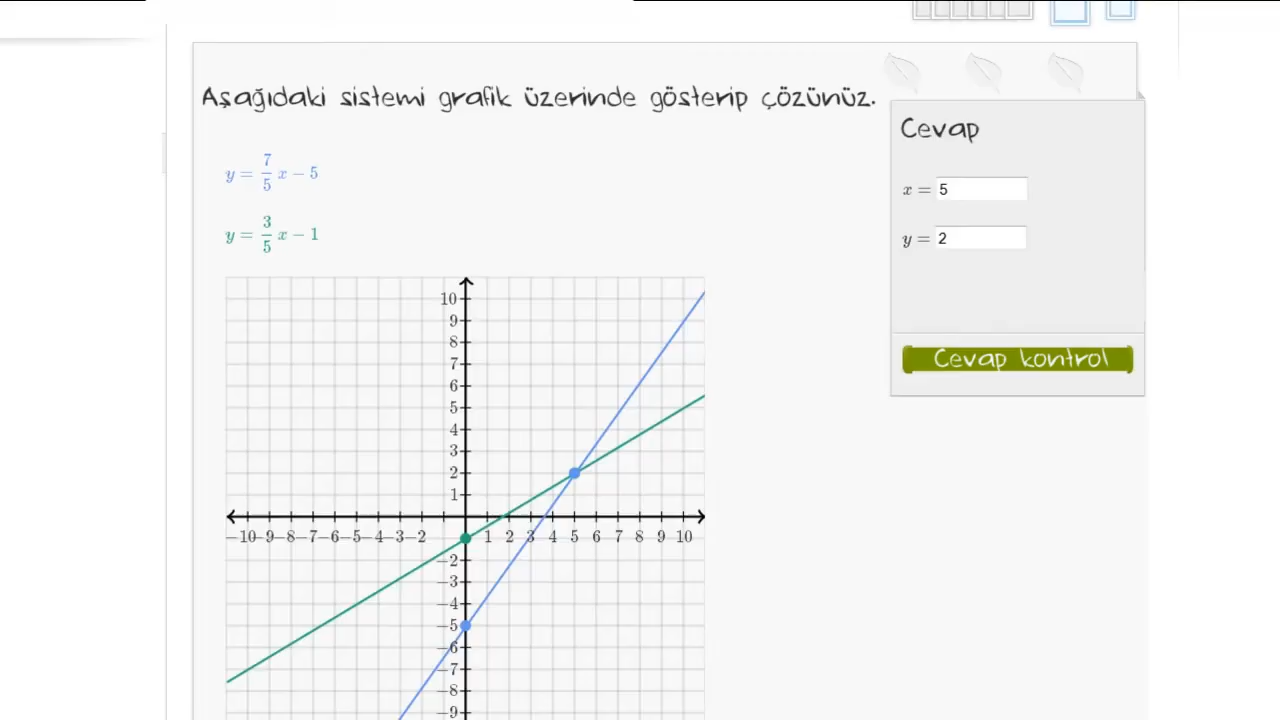 Aşağıdaki sistemi grafik üzerinde gösterip çözünüz.
Cevap
y = 7/5 x − 5
x = 5
y = 3/5 x − 1
y = 2
Cevap kontrol
10
9
8
7
6
5
4
3
2
1
−10 −9 −8 −7 −6 −5 −4 −3 −2 1 2 3 4 5 6 7 8 9 10
−2
−3
−4
−5
−6
−7
−8
−9